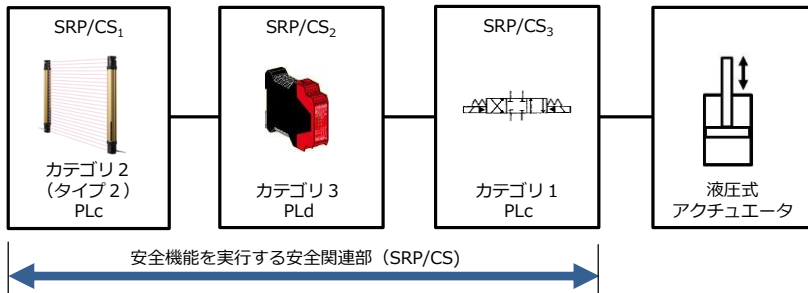 SRP/CS1
カテゴリ2
（タイプ2）
PLc
SRP/CS2
カテゴリ3
PLd
SRP/CS3
カテゴリ1
PLc
液圧式
アクチュエータ
安全機能を実行する安全関連部（SRP/CS)